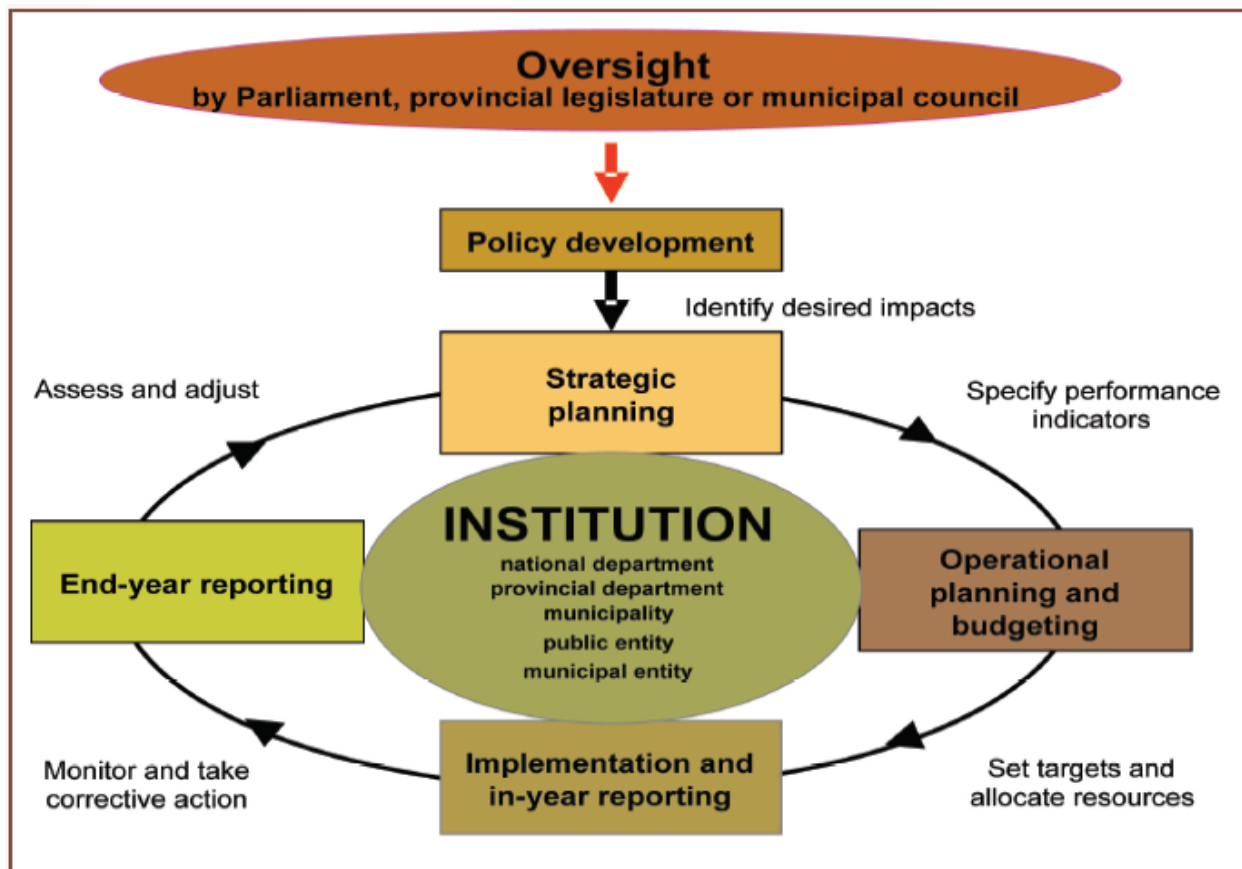 Oversight
by Parliament, provincial legislature or municipal council
Policy development
Identify desired impacts
Strategic
planning
Assess and adjust
Specify performance
indicators
INSTITUTION
national department
provincial department
municipality
public entity
municipal entity
End-year reporting
Operational
planning and
budgeting
Implementation and
in-year reporting
Monitor and take
corrective action
Set targets and
allocate resources